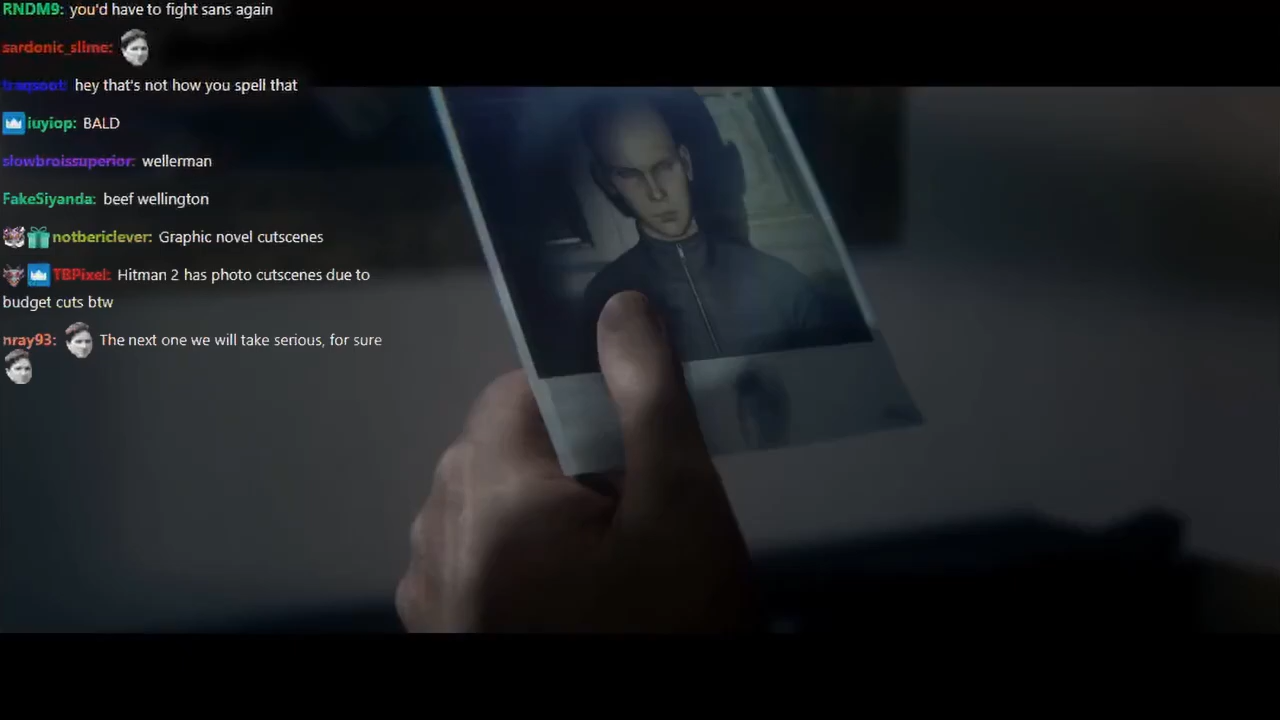 RNDM9: you'd have to fight sans again
sardonic_slime:
traqsoot: hey that's not how you spell that
iuyiop: BALD
slowbroissuperior: wellerman
FakeSiyanda: beef wellington
notbericlever: Graphic novel cutscenes
TBPixel: Hitman 2 has photo cutscenes due to
budget cuts btw
nray93: The next one we will take serious, for sure